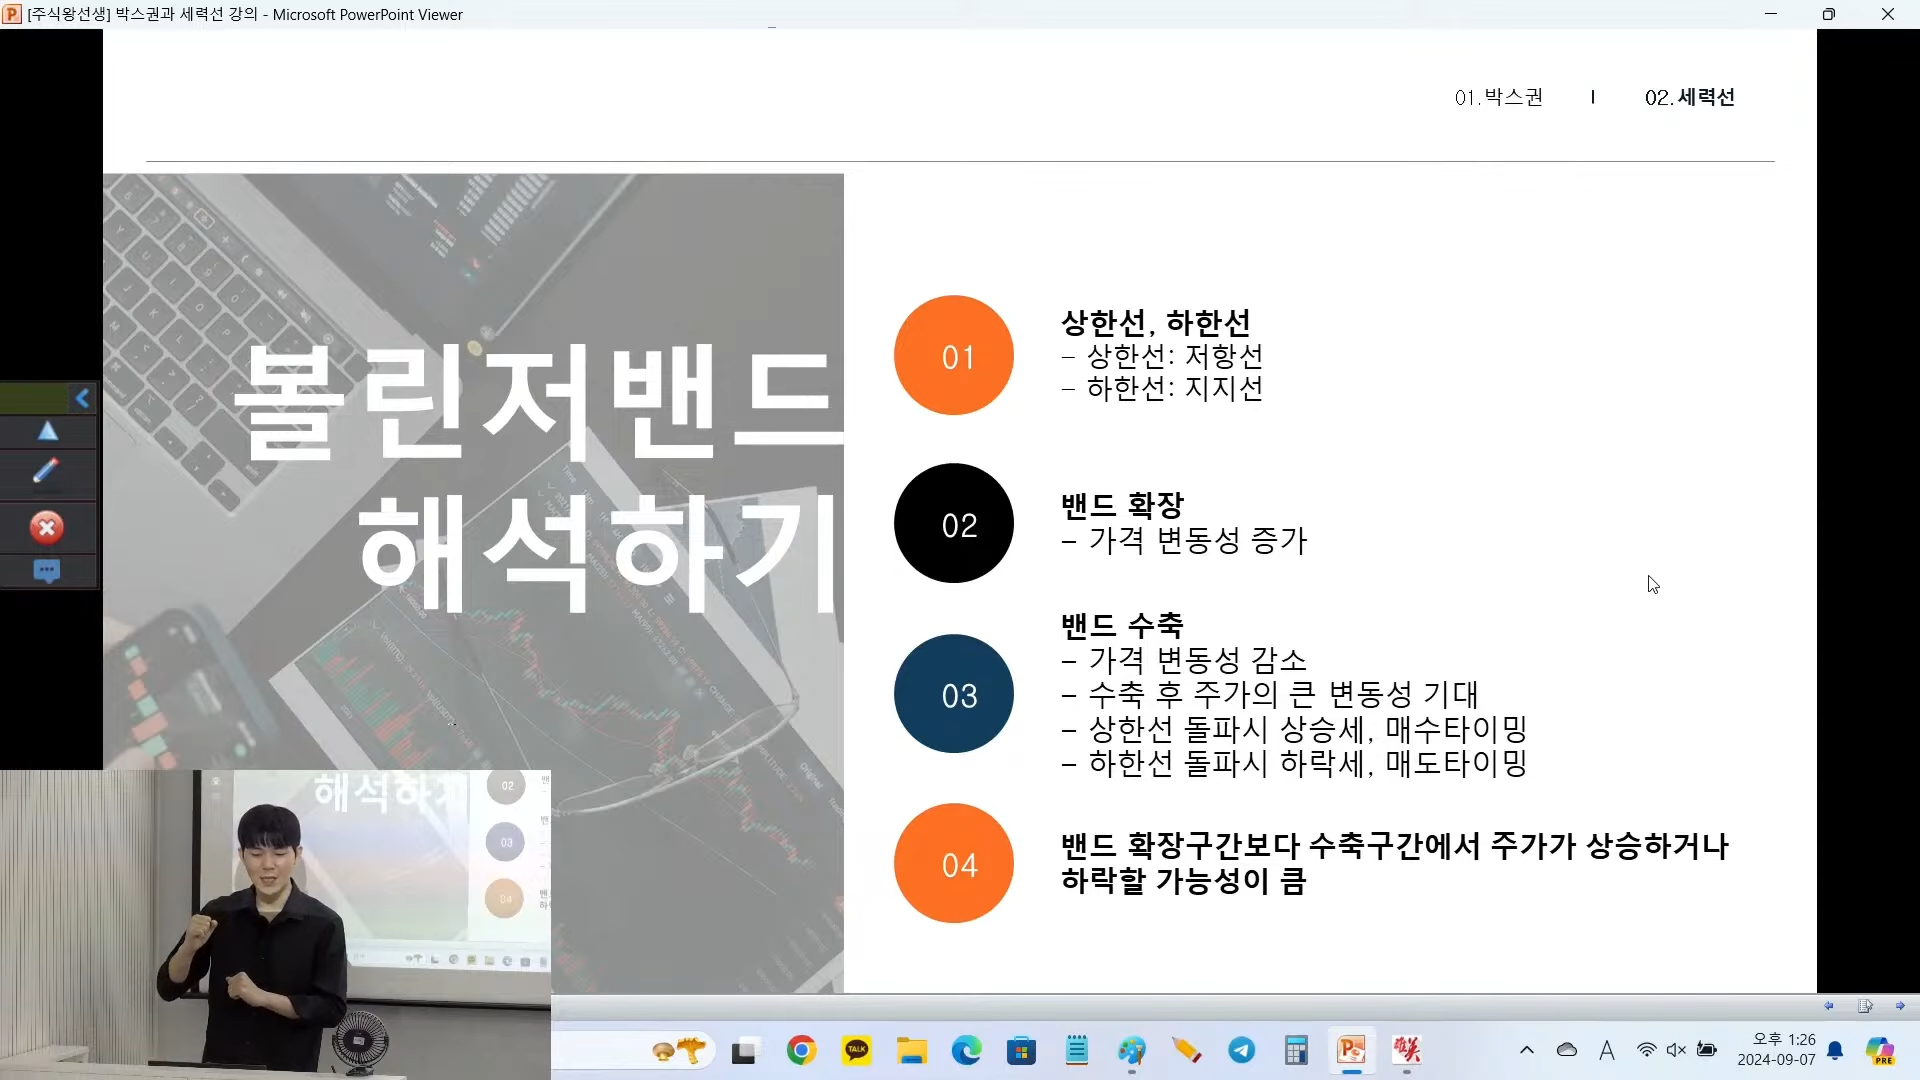 [주식왕선생] 박스권과 세력선 강의 - Microsoft PowerPoint Viewer
01.박스권 | 02.세력선
볼린저밴드
해석하기
01
상한선, 하한선
- 상한선: 저항선
- 하한선: 지지선
02
밴드 확장
- 가격 변동성 증가
03
밴드 수축
- 가격 변동성 감소
- 수축 후 주가의 큰 변동성 기대
- 상한선 돌파시 상승세, 매수타이밍
- 하한선 돌파시 하락세, 매도타이밍
04
밴드 확장구간보다 수축구간에서 주가가 상승하거나
하락할 가능성이 큼
해석하기
02
03
04
TALK
A
오후 1:26
2024-09-07
PRE